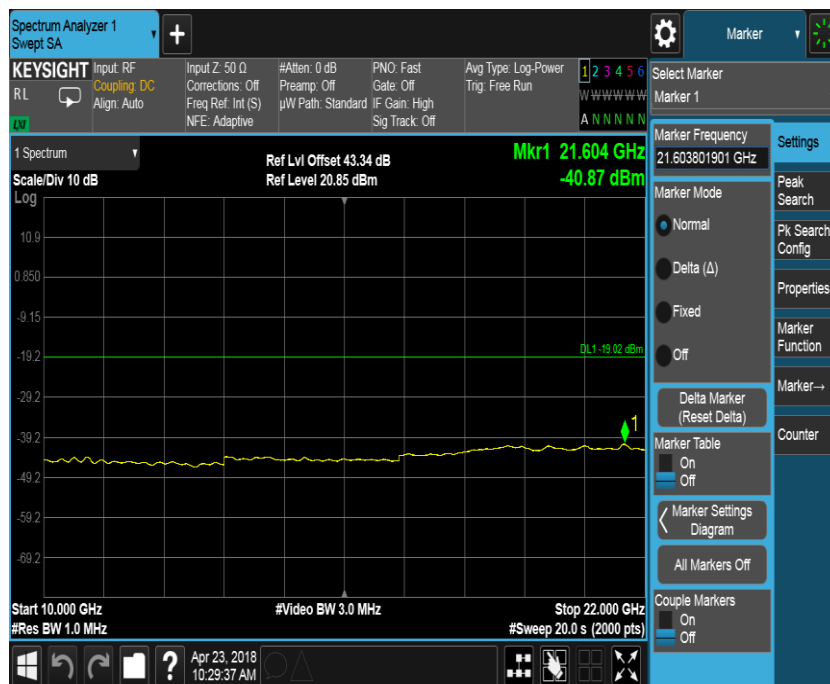 Spectrum Analyzer 1
Swept SA
Marker
KEYSIGHT
RL
LXI
Input: RF
Coupling: DC
Align: Auto
Input Z: 50 Ω
Corrections: Off
Freq Ref: Int (S)
NFE: Adaptive
#Atten: 0 dB
Preamp: Off
µW Path: Standard
PNO: Fast
Gate: Off
IF Gain: High
Sig Track: Off
Avg Type: Log-Power
Trig: Free Run
1 2 3 4 5 6
W W W W W W
A N N N N N
Select Marker
Marker 1
1 Spectrum
Scale/Div 10 dB
Log
Ref Lvl Offset 43.34 dB
Ref Level 20.85 dBm
Mkr1 21.604 GHz
-40.87 dBm
10.9
0.850
-9.15
-19.2
-29.2
-39.2
-49.2
-59.2
-69.2
DL1 -19.02 dBm
1
Start 10.000 GHz
#Res BW 1.0 MHz
#Video BW 3.0 MHz
Stop 22.000 GHz
#Sweep 20.0 s (2000 pts)
Marker Frequency
21.603801901 GHz
Marker Mode
Normal
Delta (Δ)
Fixed
Off
Delta Marker
(Reset Delta)
Marker Table
On
Off
Marker Settings
Diagram
All Markers Off
Couple Markers
On
Off
Settings
Peak
Search
Pk Search
Config
Properties
Marker
Function
Marker→
Counter
?
Apr 23, 2018
10:29:37 AM